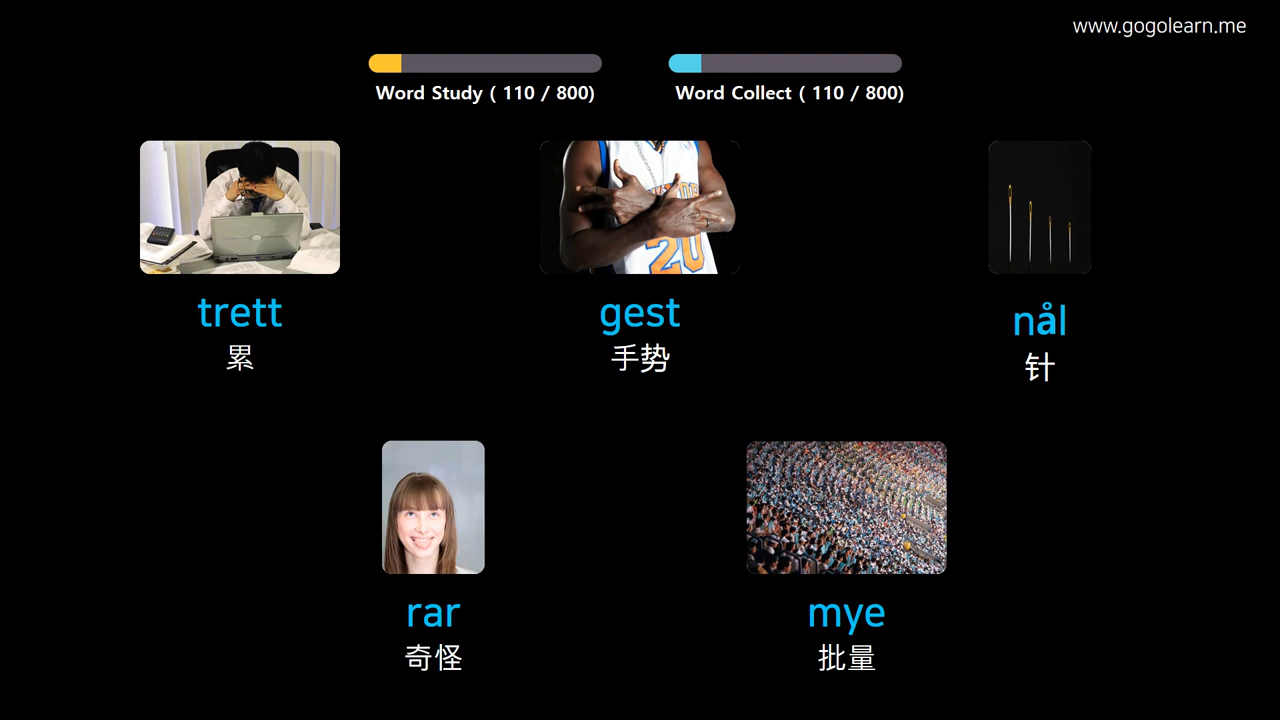 www.gogolearn.me
Word Study ( 110 / 800)
Word Collect ( 110 / 800)
20
trett
累
gest
手势
nål
针
rar
奇怪
mye
批量